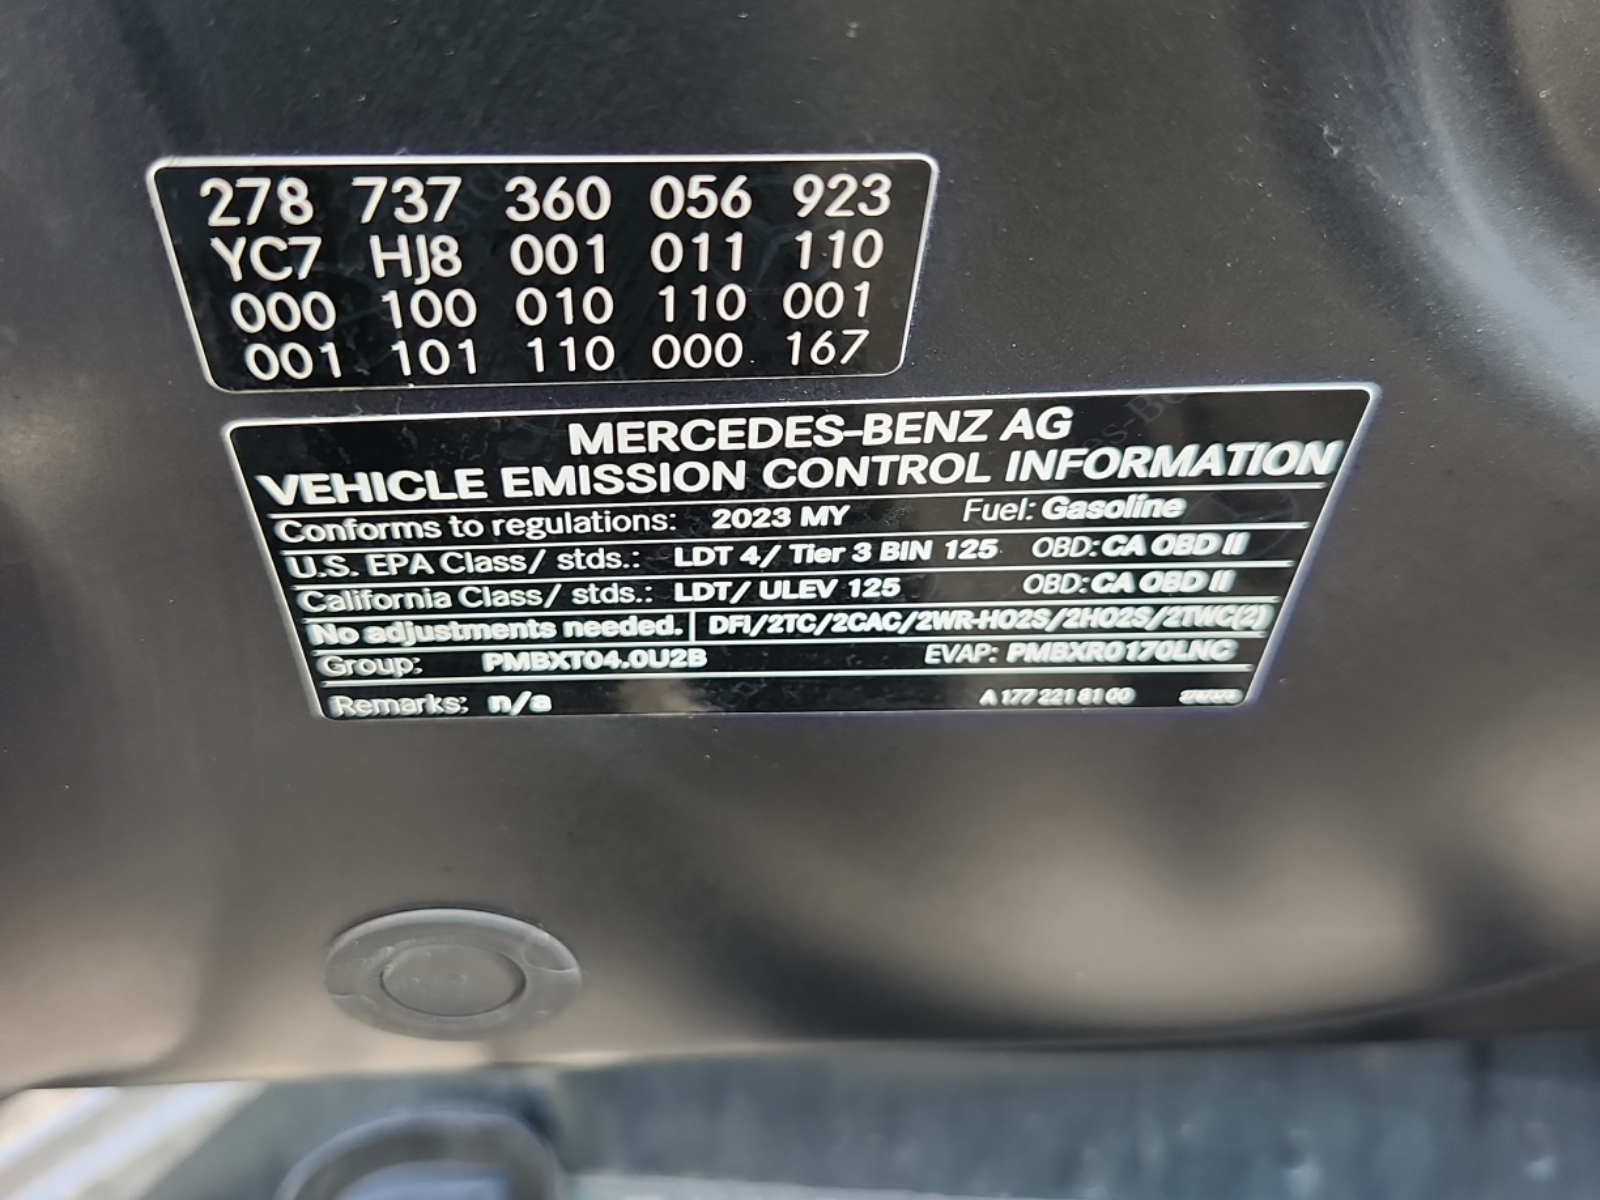 278 737 360 056 923
YC7 HJ8 001 011 110
000 100 010 110 001
001 101 110 000 167
MERCEDES-BENZ AG
VEHICLE EMISSION CONTROL INFORMATION
Conforms to regulations: 2023 MY Fuel: Gasoline
U.S. EPA Class/ stds.: LDT 4/ Tier 3 BIN 125 OBD: CA OBD II
California Class/ stds.: LDT/ ULEV 125 OBD: CA OBD II
No adjustments needed. DFI/2TC/2CAC/2WR-HO2S/2HO2S/2TWC(2)
Group: PMBXT04.0U2B EVAP: PMBXR0170LNC
Remarks: n/a A 177 221 81 00